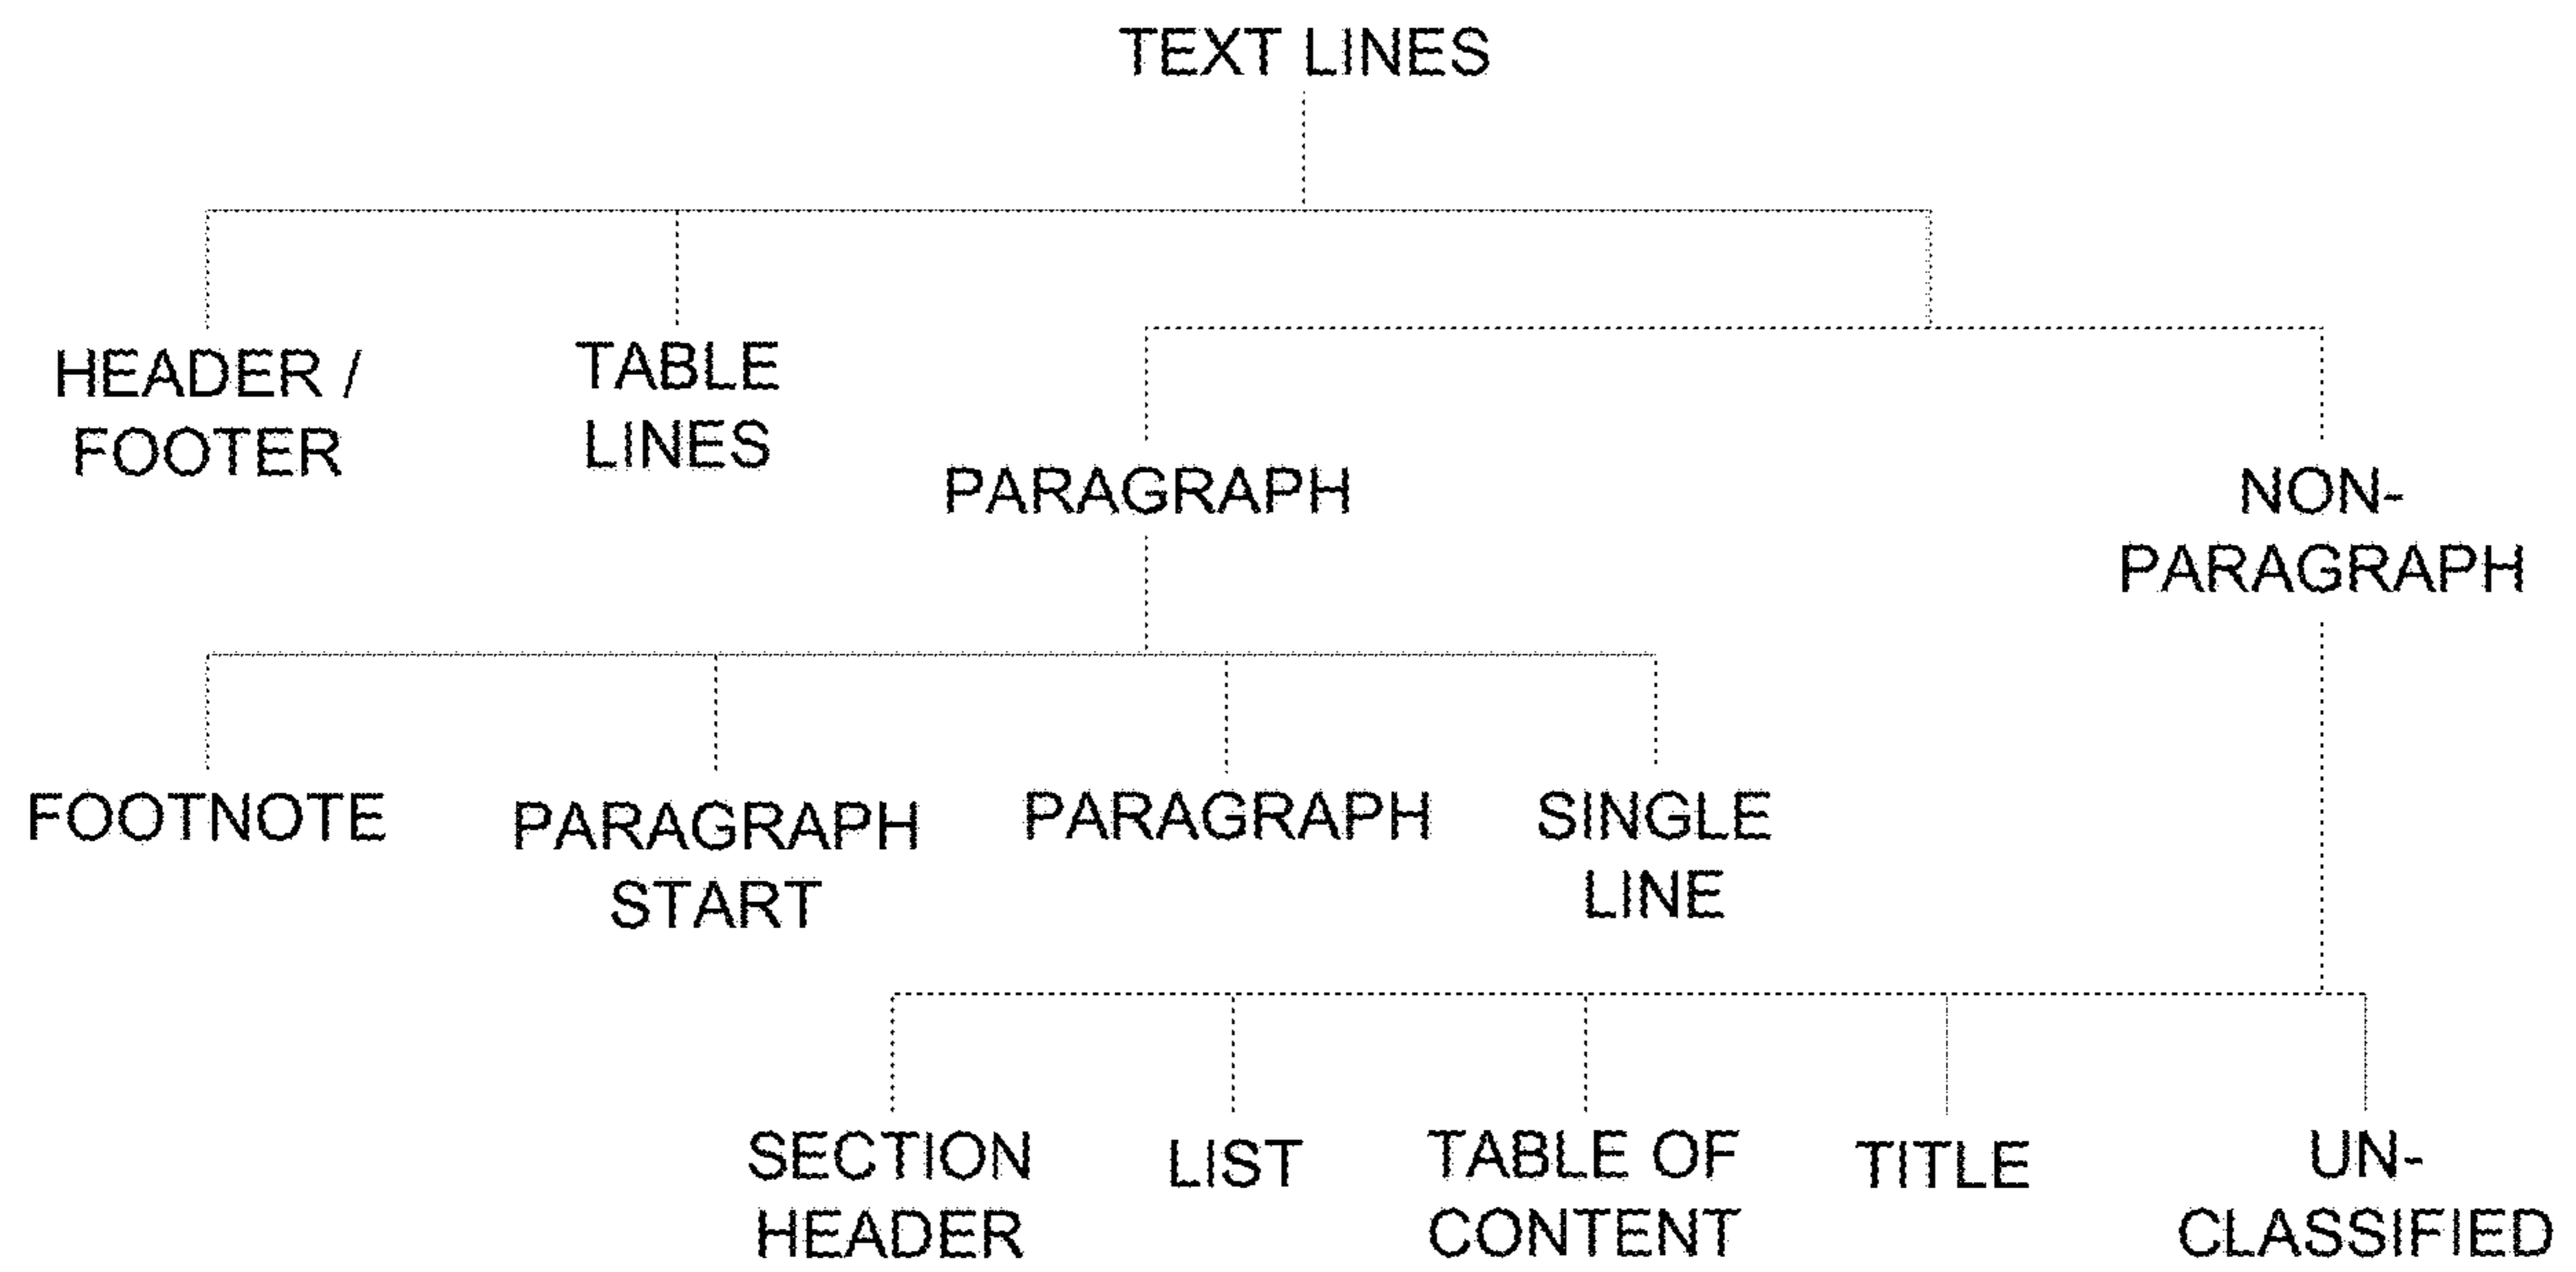 TEXT LINES
HEADER /
FOOTER
TABLE
LINES
PARAGRAPH
NON-
PARAGRAPH
FOOTNOTE
PARAGRAPH
START
PARAGRAPH
SINGLE
LINE
SECTION
HEADER
LIST
TABLE OF
CONTENT
TITLE
UN-
CLASSIFIED